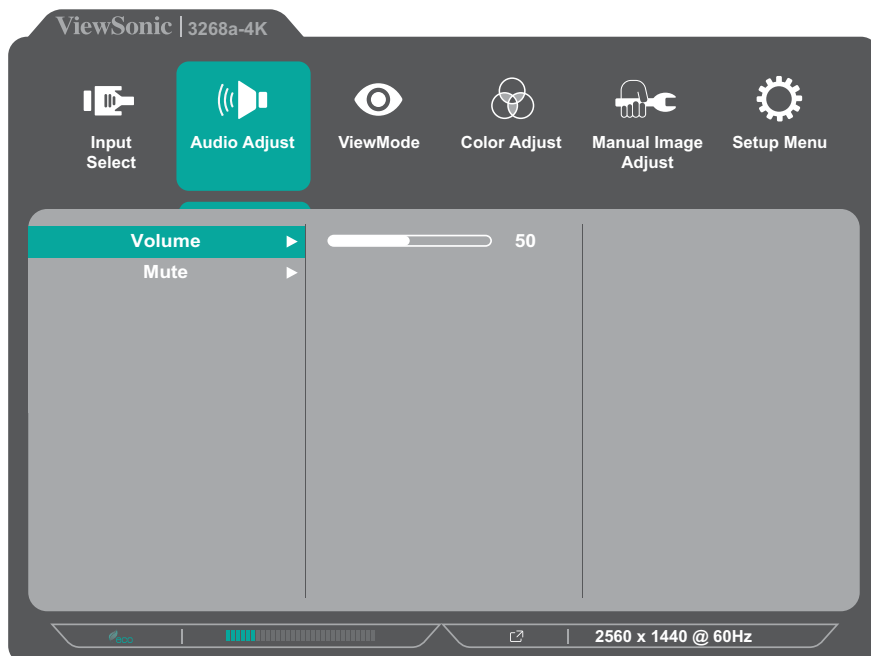 ViewSonic | 3268a-4K
Input Select
Audio Adjust
ViewMode
Color Adjust
Manual Image Adjust
Setup Menu
Volume
50
Mute
eco
2560 x 1440 @ 60Hz